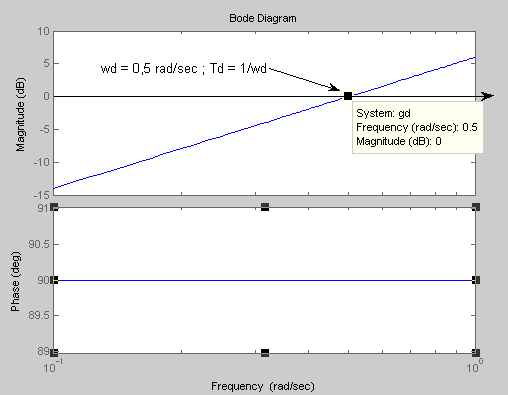 Bode Diagram
10
5
0
-5
-10
-15
Magnitude (dB)
wd = 0,5 rad/sec ; Td = 1/wd
System: gd
Frequency (rad/sec): 0.5
Magnitude (dB): 0
91
90.5
90
89.5
89
Phase (deg)
10^-1
10^0
Frequency (rad/sec)